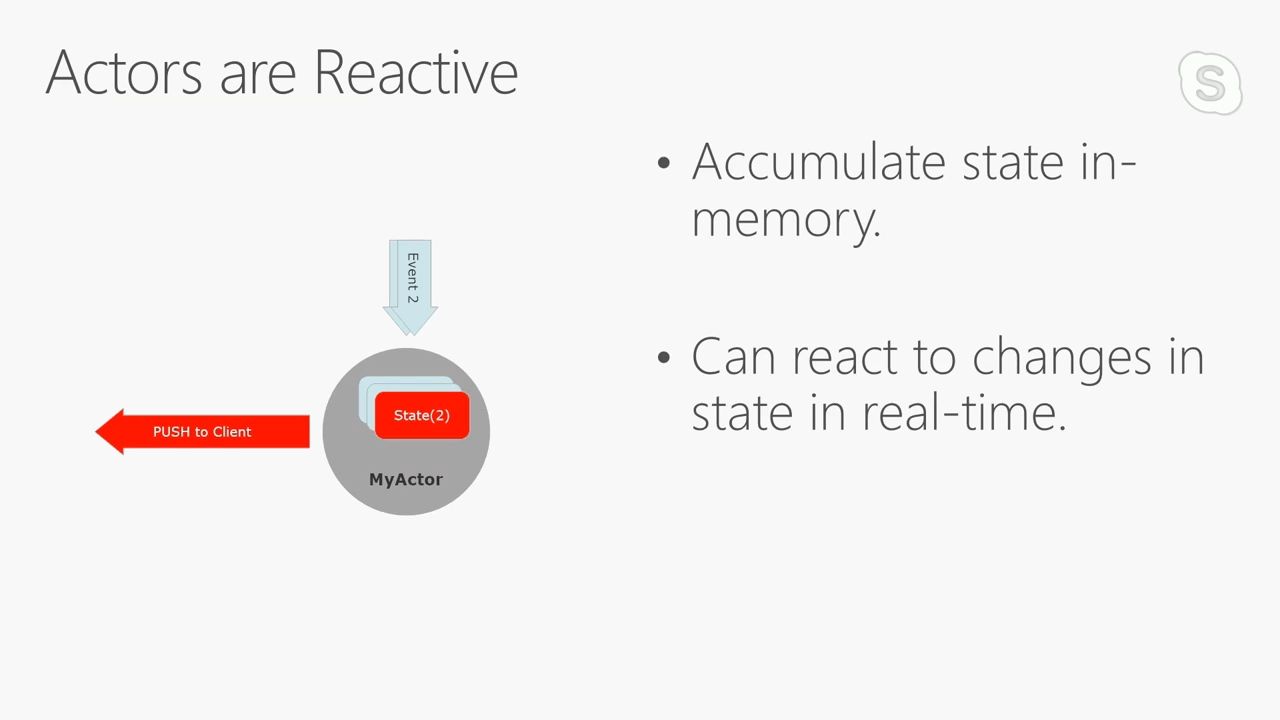 Actors are Reactive
S
• Accumulate state in-
memory.
• Can react to changes in
state in real-time.
Event 2
State(2)
PUSH to Client
MyActor